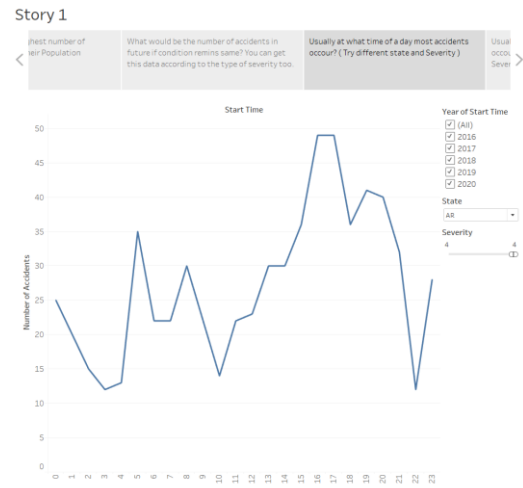 Story 1
hest number of
eir Population
What would be the number of accidents in
future if condition remins same? You can get
this data according to the type of severity too.
Usually at what time of a day most accidents
occour? ( Try different state and Severity )
Usual
occou
Sever
Start Time
Number of Accidents
50
45
40
35
30
25
20
15
10
5
0
0 1 2 3 4 5 6 7 8 9 10 11 12 13 14 15 16 17 18 19 20 21 22 23
Year of Start Time
(All)
2016
2017
2018
2019
2020
State
AR
Severity
4 4